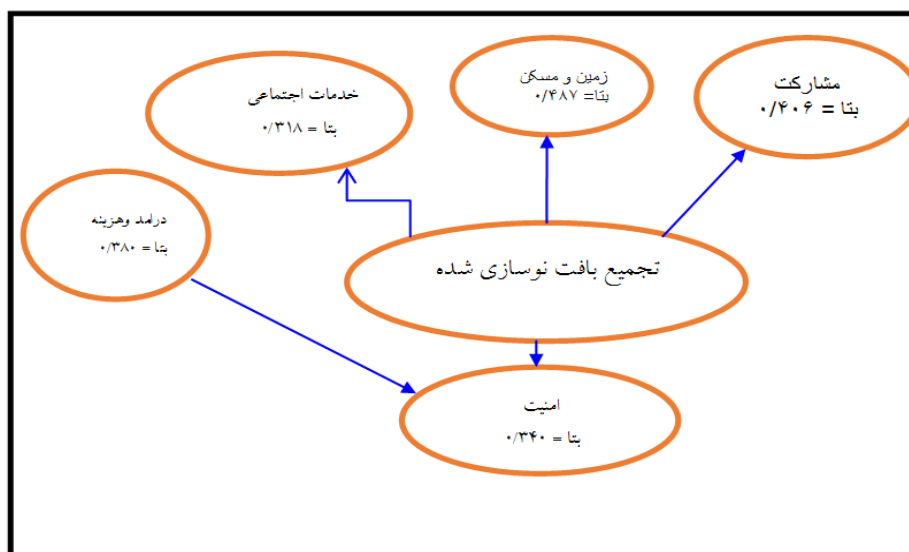 مشارکت
بتا = ۰/۴۰۶
زمین و مسکن
بتا= ۰/۴۸۷
خدمات اجتماعی
بتا = ۰/۳۱۸
درامد وهزینه
بتا = ۰/۳۸۰
تجمیع بافت نوسازی شده
امنیت
بتا = ۰/۳۴۰